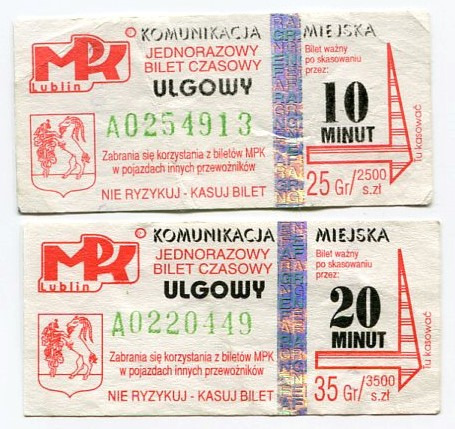 KOMUNIKACJA MIEJSKA
MPK
Lublin
JEDNORAZOWY
BILET CZASOWY
ULGOWY
A0254913
Bilet ważny
po skasowaniu
przez:
10
MINUT
tu kasować
Zabrania się korzystania z biletów MPK
w pojazdach innych przewoźników
NIE RYZYKUJ - KASUJ BILET
25 Gr/2500
s.zł
KOMUNIKACJA MIEJSKA
MPK
Lublin
JEDNORAZOWY
BILET CZASOWY
ULGOWY
A0220449
Bilet ważny
po skasowaniu
przez:
20
MINUT
tu kasować
Zabrania się korzystania z biletów MPK
w pojazdach innych przewoźników
NIE RYZYKUJ - KASUJ BILET
35 Gr/3500
s.zł